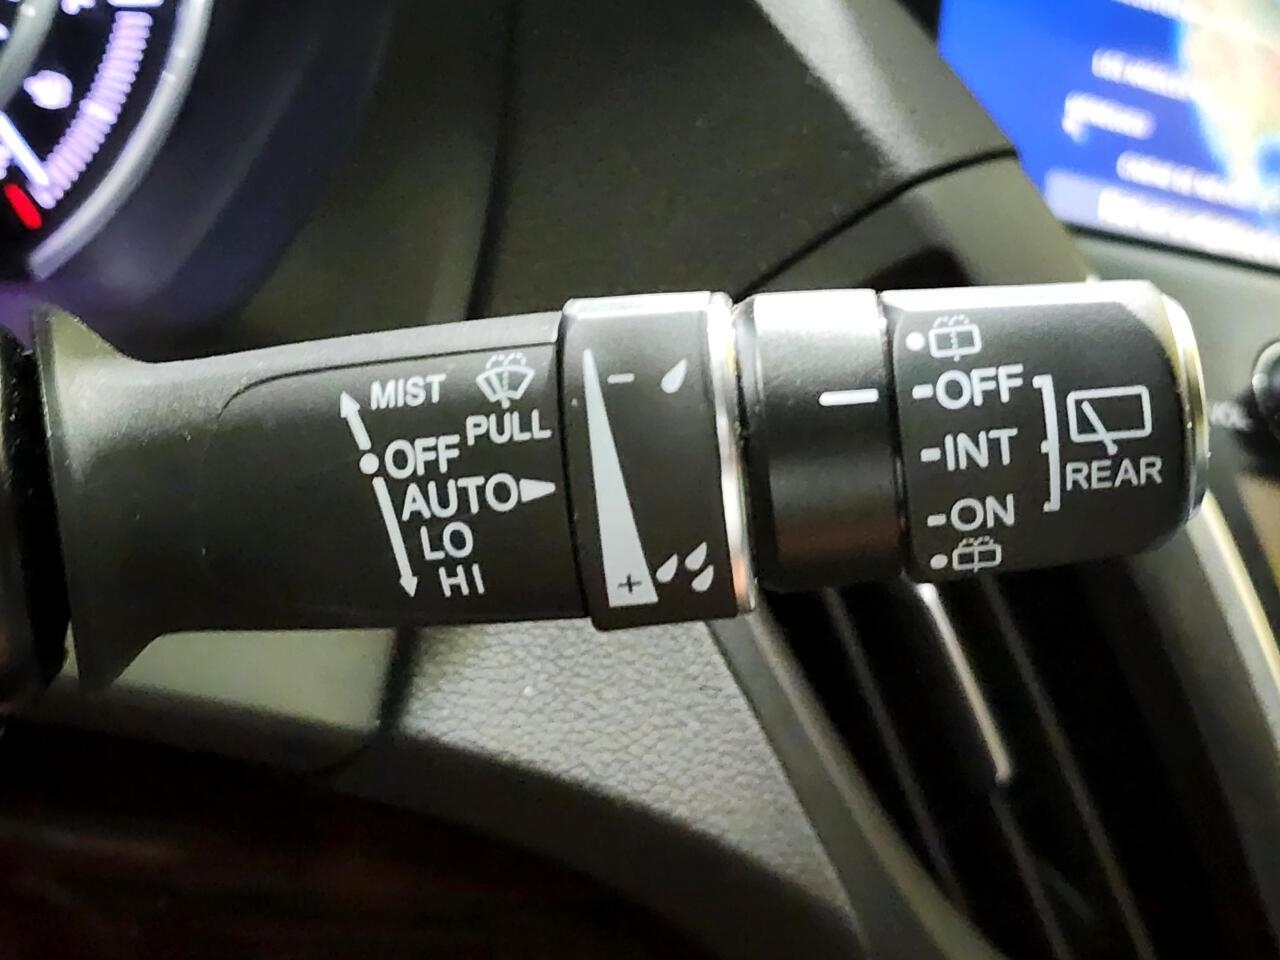 MIST
PULL
OFF
AUTO
LO
HI
-
+
-OFF
-INT
-ON
REAR